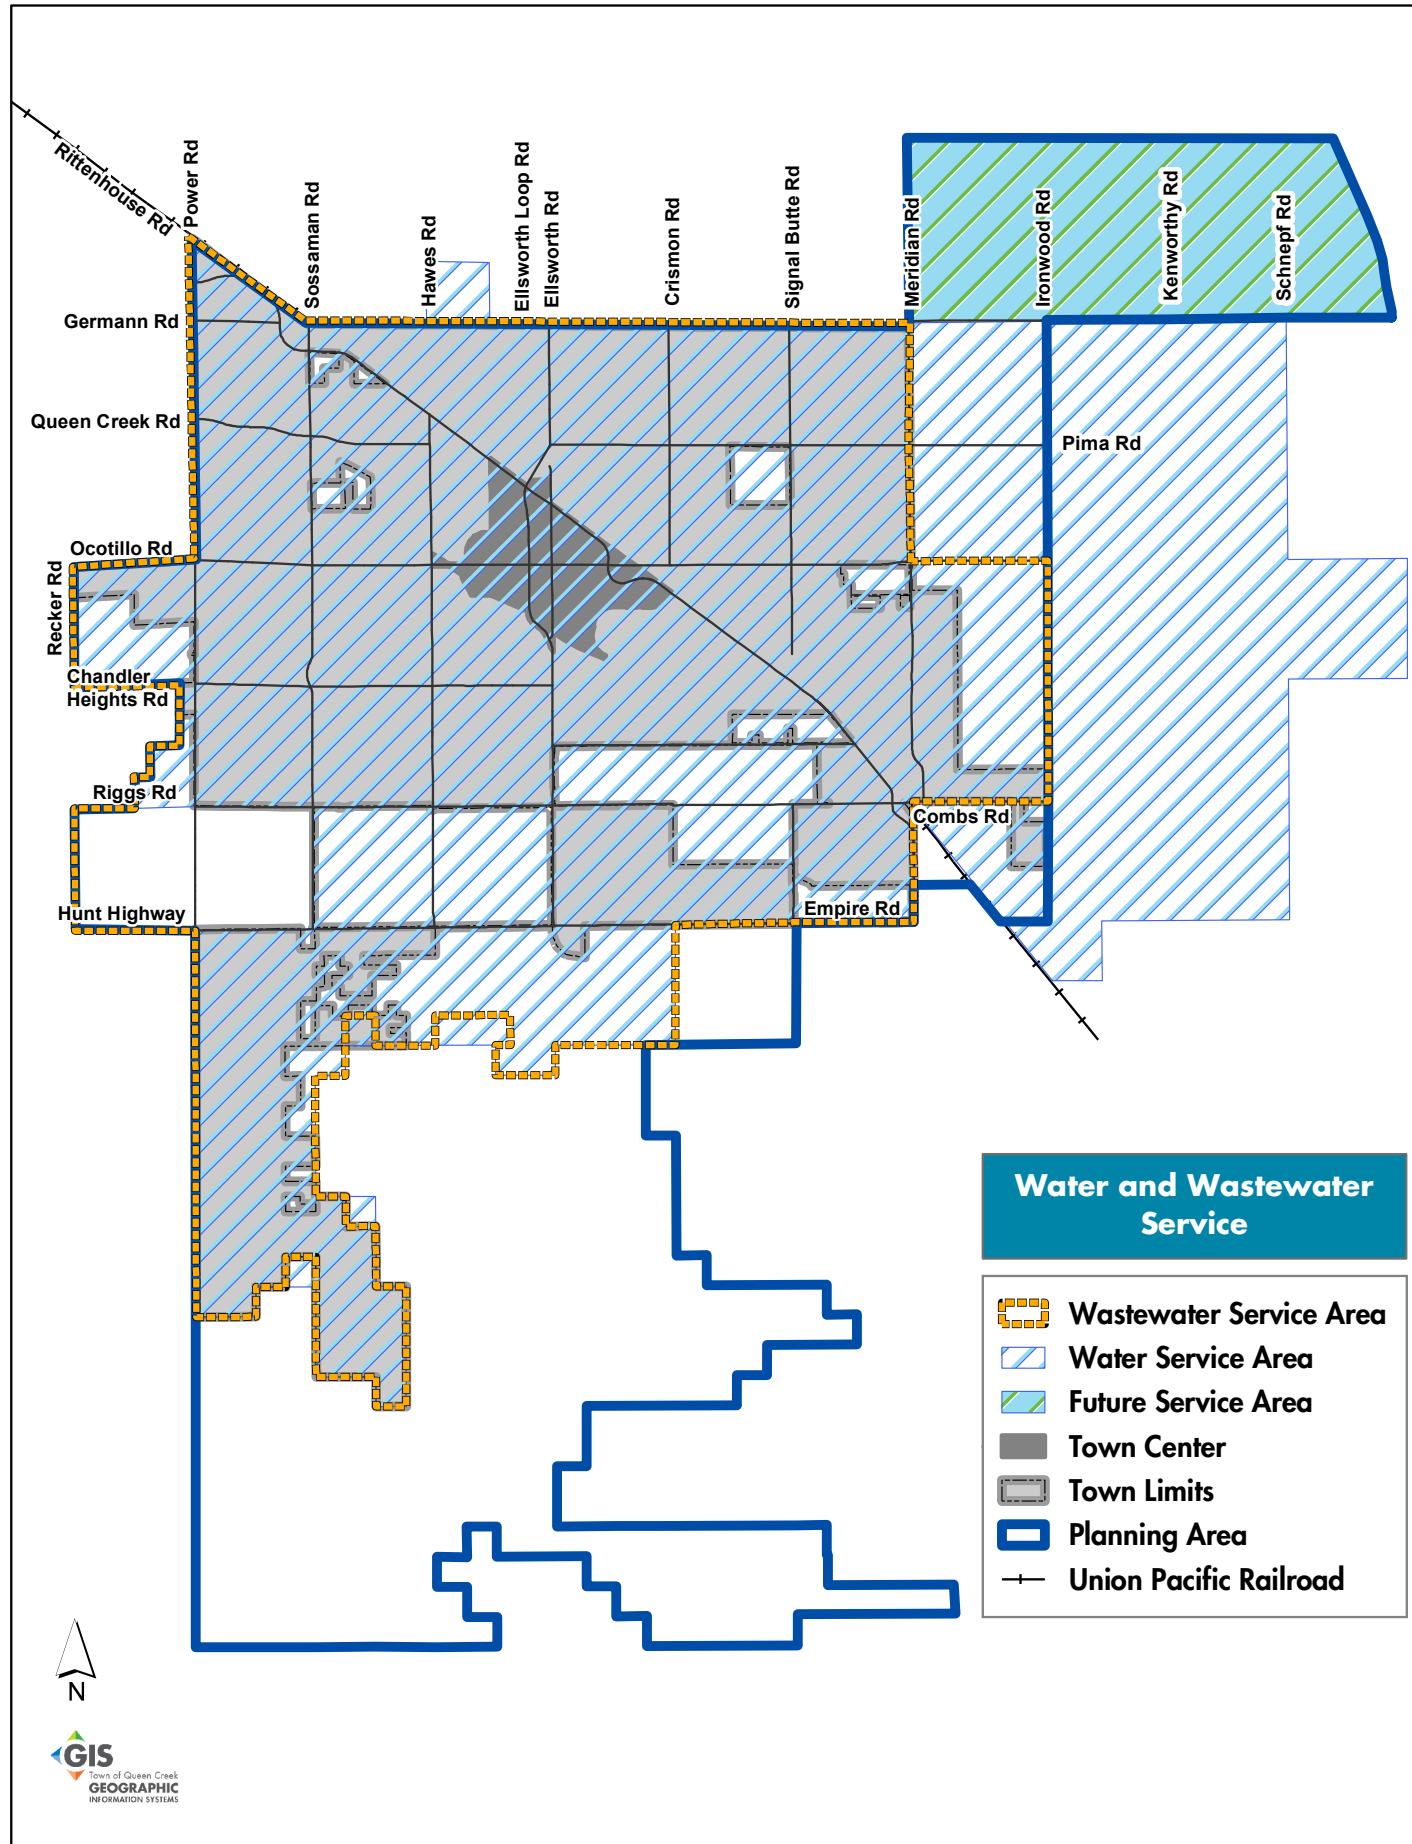 Rittenhouse Rd
Power Rd
Sossaman Rd
Hawes Rd
Ellsworth Loop Rd
Ellsworth Rd
Crismon Rd
Signal Butte Rd
Meridian Rd
Ironwood Rd
Kenworthy Rd
Schnepf Rd
Germann Rd
Queen Creek Rd
Pima Rd
Ocotillo Rd
Recker Rd
Chandler
Heights Rd
Riggs Rd
Combs Rd
Hunt Highway
Empire Rd
Water and Wastewater
Service
Wastewater Service Area
Water Service Area
Future Service Area
Town Center
Town Limits
Planning Area
Union Pacific Railroad
N
GIS
Town of Queen Creek
GEOGRAPHIC
INFORMATION SYSTEMS